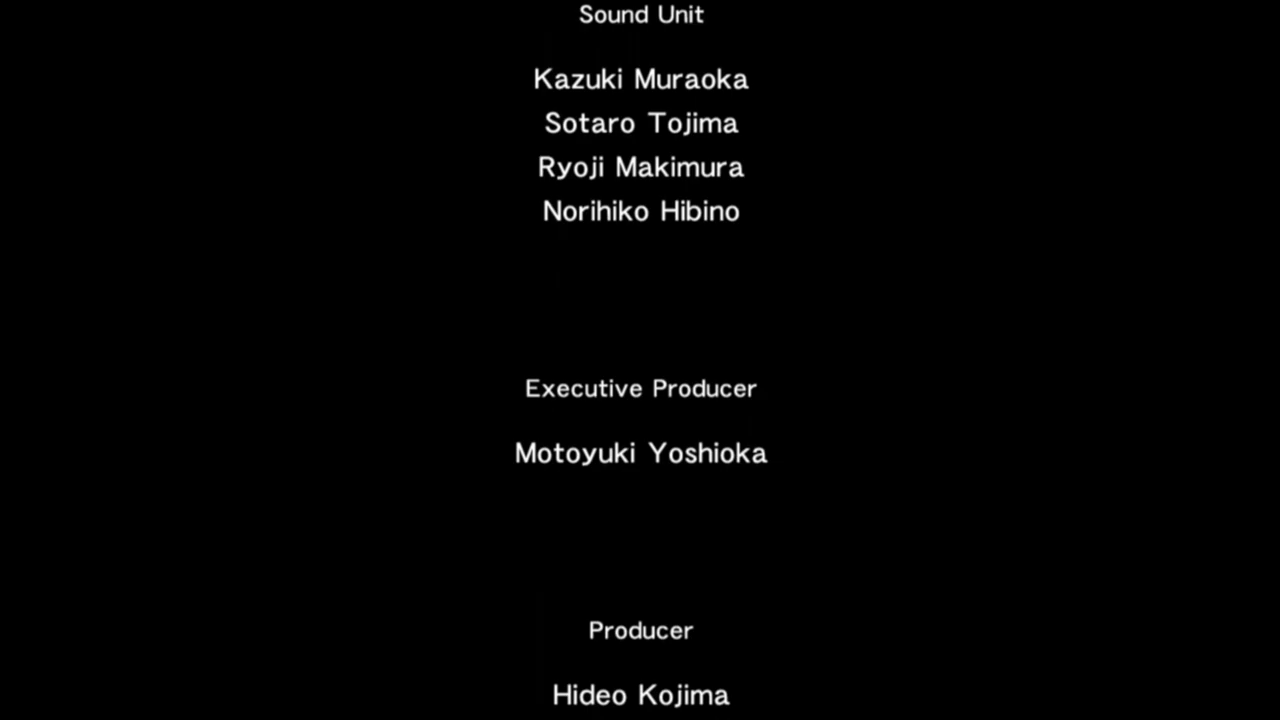 Sound Unit
Kazuki Muraoka
Sotaro Tojima
Ryoji Makimura
Norihiko Hibino
Executive Producer
Motoyuki Yoshioka
Producer
Hideo Kojima